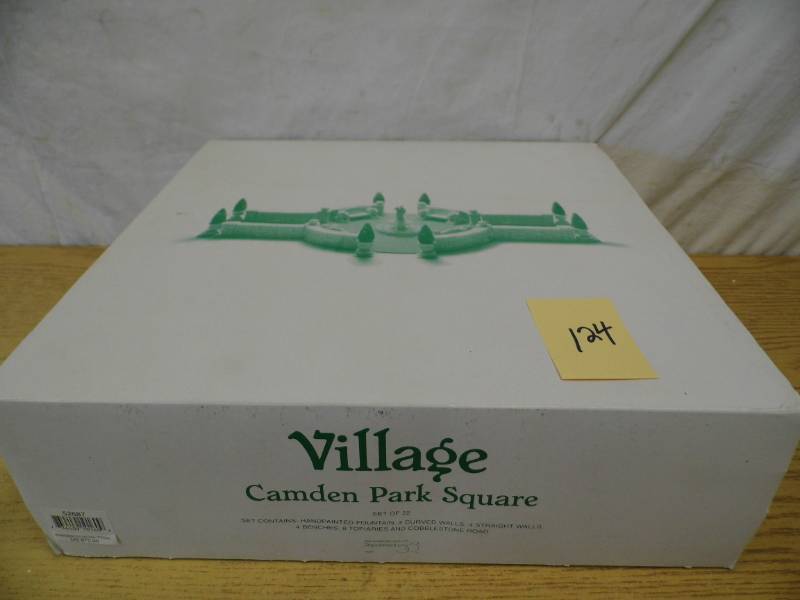 124
Village
Camden Park Square
SET OF 22
SET CONTAINS: HANDPAINTED FOUNTAIN, 4 CURVED WALLS, 4 STRAIGHT WALLS,
4 BENCHES, 8 TOPIARIES AND COBBLESTONE ROAD
52687